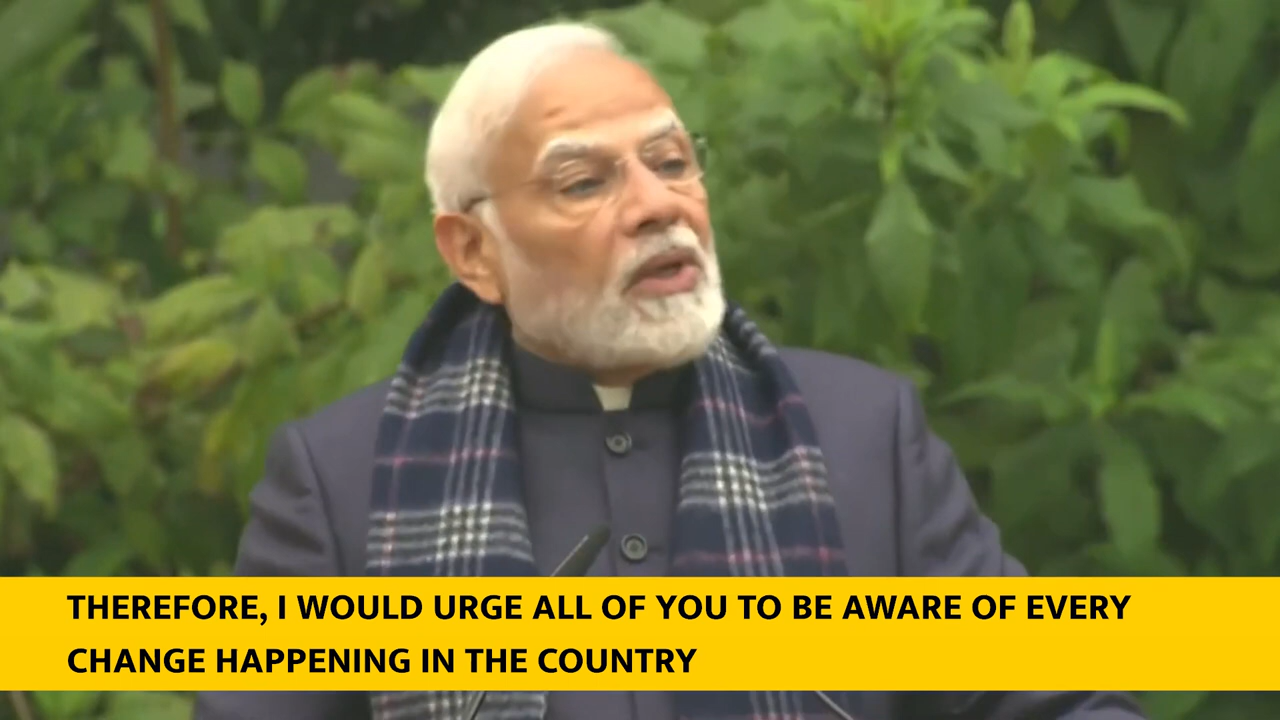 THEREFORE, I WOULD URGE ALL OF YOU TO BE AWARE OF EVERY
CHANGE HAPPENING IN THE COUNTRY